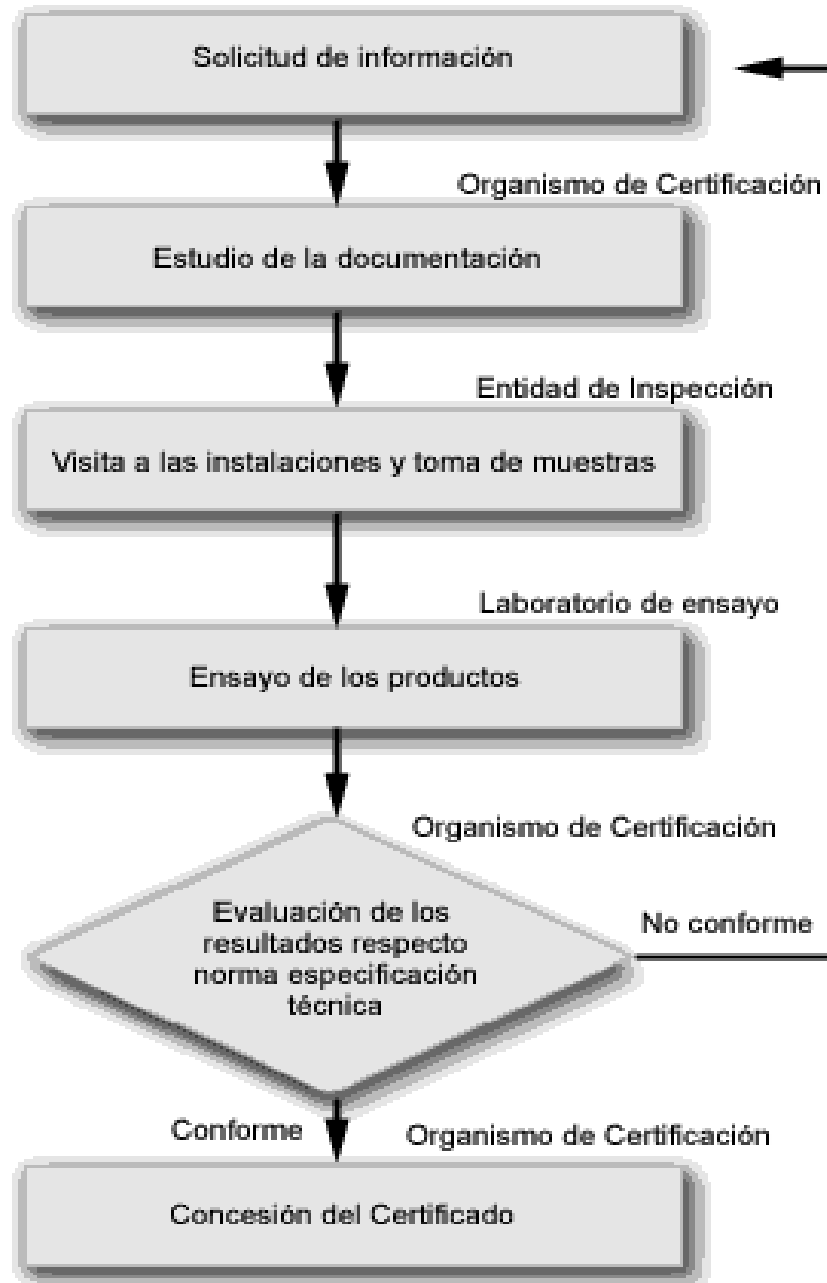 Solicitud de información
Organismo de Certificación
Estudio de la documentación
Entidad de Inspección
Visita a las instalaciones y toma de muestras
Laboratorio de ensayo
Ensayo de los productos
Organismo de Certificación
Evaluación de los
resultados respecto
norma especificación
técnica
No conforme
Conforme
Organismo de Certificación
Concesión del Certificado